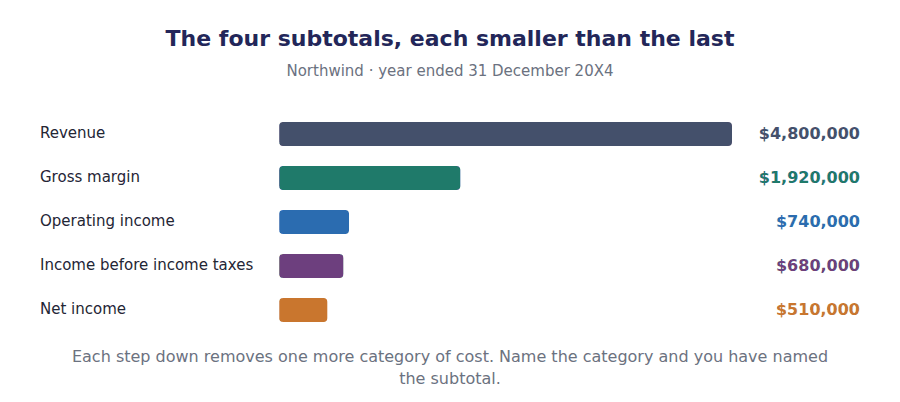 The four subtotals, each smaller than the last
Northwind · year ended 31 December 20X4
Revenue $4,800,000
Gross margin $1,920,000
Operating income $740,000
Income before income taxes $680,000
Net income $510,000
Each step down removes one more category of cost. Name the category and you have named
the subtotal.